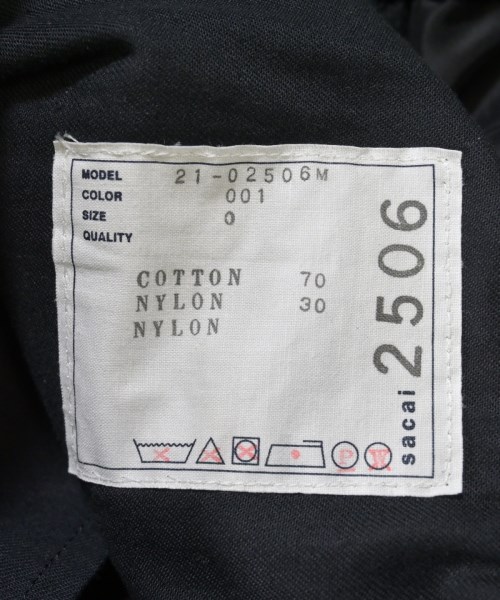 MODEL 21-02506M
COLOR 001
SIZE 0
QUALITY
COTTON 70
NYLON 30
NYLON
P W
sacai 2506